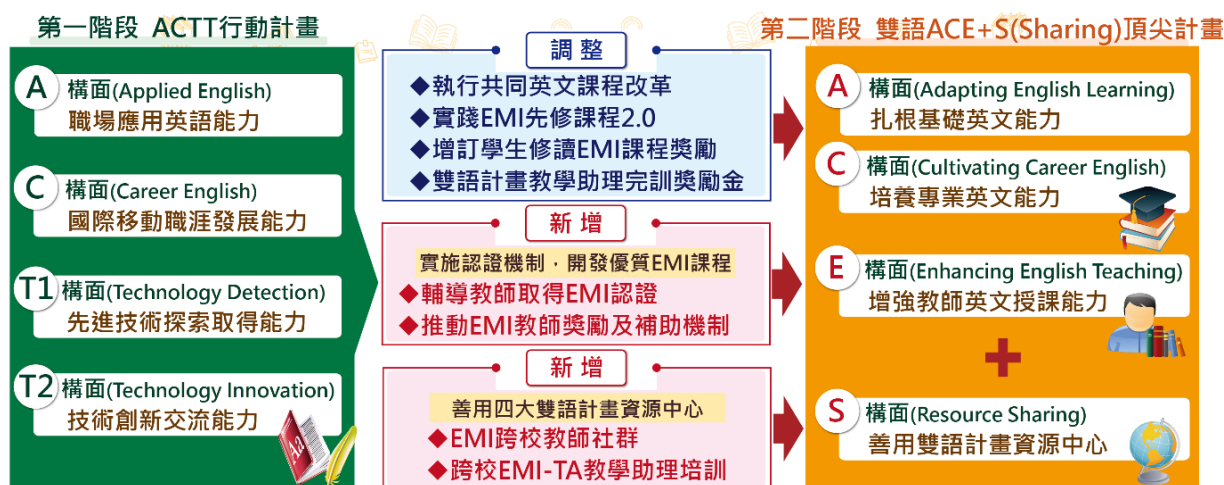 第一階段 ACTT行動計畫
A
構面(Applied English)
職場應用英語能力
C
構面(Career English)
國際移動職涯發展能力
T1
構面(Technology Detection)
先進技術探索取得能力
T2
構面(Technology Innovation)
技術創新交流能力
Aa
調整
◆執行共同英文課程改革
◆實踐EMI先修課程2.0
◆增訂學生修讀EMI課程獎勵
◆雙語計畫教學助理完訓獎勵金
新增
實施認證機制，開發優質EMI課程
◆輔導教師取得EMI認證
◆推動EMI教師獎勵及補助機制
新增
善用四大雙語計畫資源中心
◆EMI跨校教師社群
◆跨校EMI-TA教學助理培訓
第二階段 雙語ACE+S(Sharing)頂尖計畫
A
構面(Adapting English Learning)
扎根基礎英文能力
C
構面(Cultivating Career English)
培養專業英文能力
E
構面(Enhancing English Teaching)
增強教師英文授課能力
+
S
構面(Resource Sharing)
善用雙語計畫資源中心